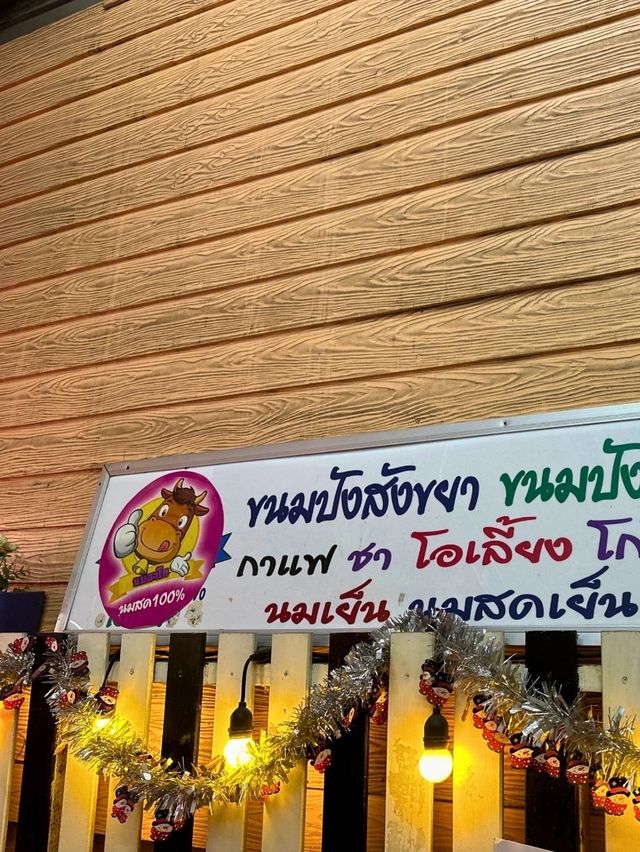 ขนมปังสังขยา ขนมปัง
กาแฟ ชา โอเลี้ยง โก
นมเย็น นมสดเย็น
นมสด100%